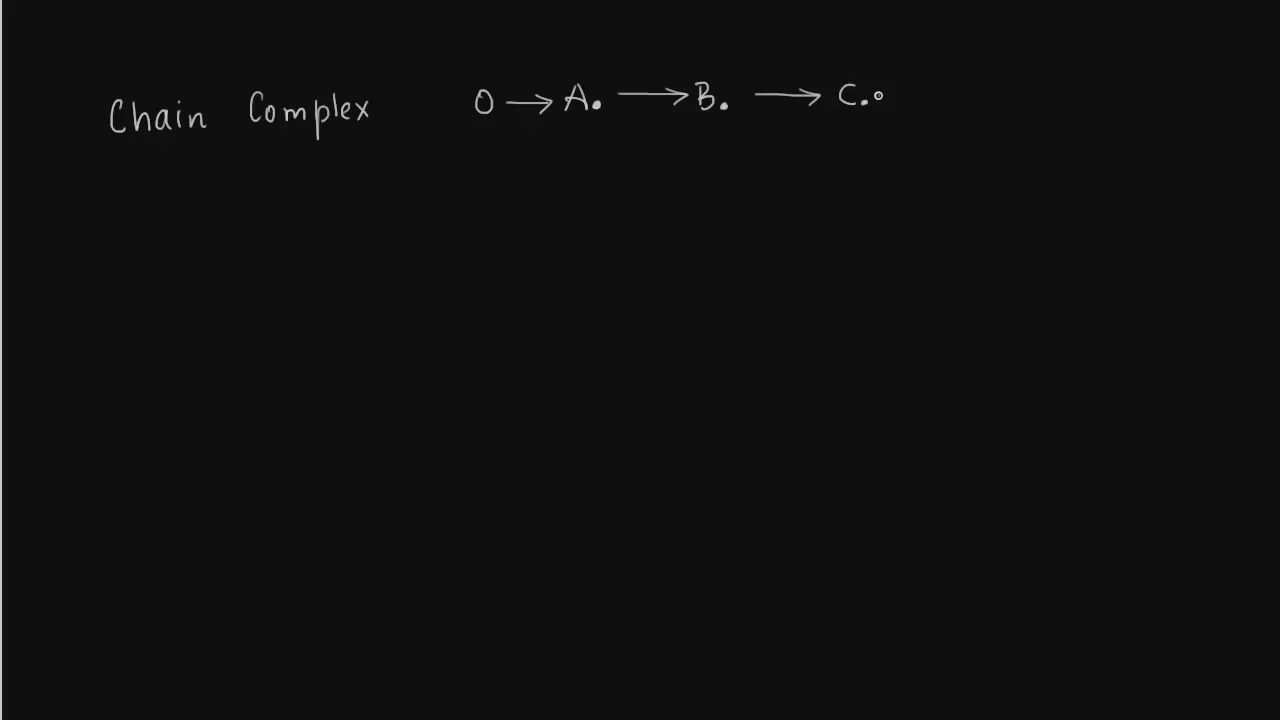 Chain Complex 0 → A. → B. → C.